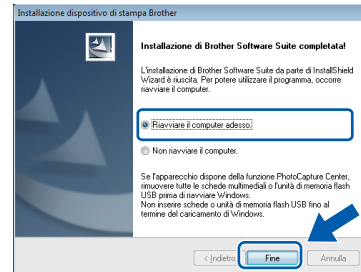 Installazione dispositivo di stampa Brother
Installazione di Brother Software Suite completata!
L'installazione di Brother Software Suite da parte di InstallShield
Wizard è riuscita. Per potere utilizzare il programma, occorre
riavviare il computer.
Riavviare il computer adesso.
Non riavviare il computer.
Se l'apparecchio dispone della funzione PhotoCapture Center,
rimuovere tutte le schede multimediali o l'unità di memoria flash
USB prima di riavviare Windows.
Non inserire schede o unità di memoria USB fino al
termine del caricamento di Windows.
< Indietro
Fine
Annulla